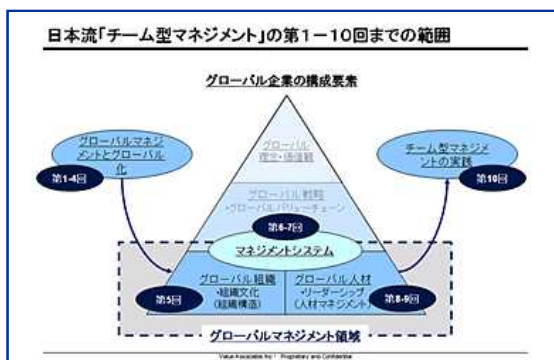 日本流「チーム型マネジメント」の第1－10回までの範囲
グローバル企業の構成要素
グローバルマネジ
メントとグローバル
化
第1-4回
グローバル
理念・価値観
チーム型マネジメ
ントの実践
第10回
グローバル戦略
・グローバルバリューチェーン
第6-7回
マネジメントシステム
グローバル組織
・組織文化
(組織構造)
第5回
グローバル人材
・リーダーシップ
(人材マネジメント)
第8-9回
グローバルマネジメント領域
Value Associates Inc Proprietary and Confidential